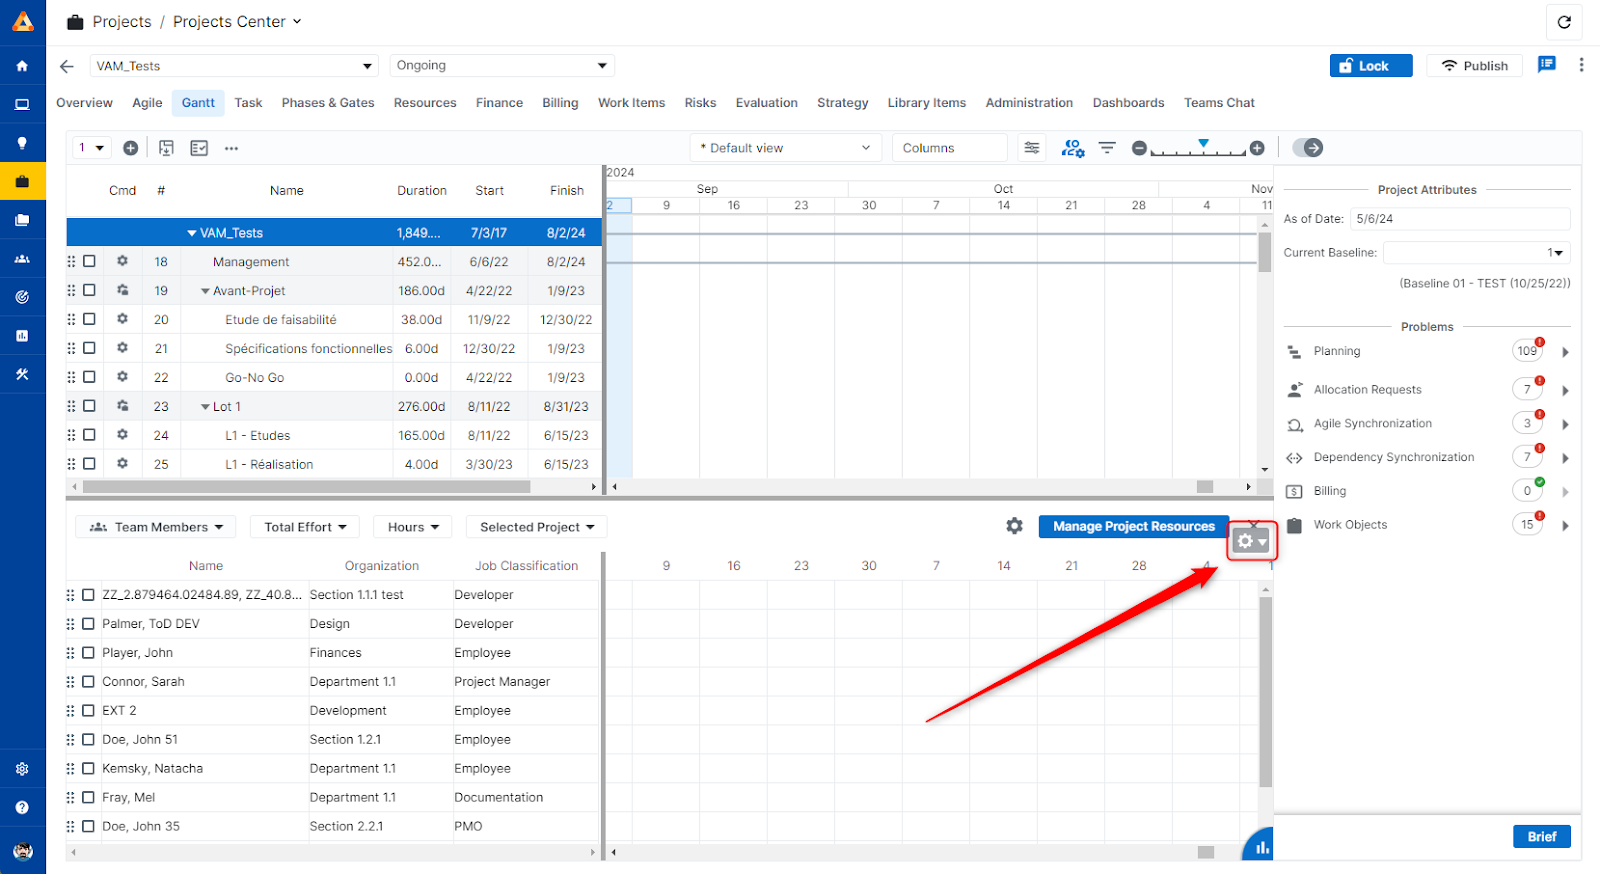 Projects / Projects Center
VAM_Tests
Ongoing
Lock
Publish
Overview Agile Gantt Task Phases & Gates Resources Finance Billing Work Items Risks Evaluation Strategy Library Items Administration Dashboards Teams Chat
1
* Default view
Columns
Cmd # Name Duration Start Finish
2024
Sep Oct Nov
2 9 16 23 30 7 14 21 28 4 11
VAM_Tests 1,849.... 7/3/17 8/2/24
18 Management 452.0... 6/6/22 8/2/24
19 Avant-Projet 186.00d 4/22/22 1/9/23
20 Etude de faisabilité 38.00d 11/9/22 12/30/22
21 Spécifications fonctionnelles 6.00d 12/30/22 1/9/23
22 Go-No Go 0.00d 4/22/22 1/9/23
23 Lot 1 276.00d 8/11/22 8/31/23
24 L1 - Etudes 165.00d 8/11/22 6/15/23
25 L1 - Réalisation 4.00d 3/30/23 6/15/23
Project Attributes
As of Date: 5/6/24
Current Baseline: 1
(Baseline 01 - TEST (10/25/22))
Problems
Planning 109
Allocation Requests 7
Agile Synchronization 3
Dependency Synchronization 7
Billing 0
Work Objects 15
Team Members Total Effort Hours Selected Project
Manage Project Resources
Name Organization Job Classification
9 16 23 30 7 14 21 28 4 1
ZZ_2.879464.02484.89, ZZ_40.8... Section 1.1.1 test Developer
Palmer, ToD DEV Design Developer
Player, John Finances Employee
Connor, Sarah Department 1.1 Project Manager
EXT 2 Development Employee
Doe, John 51 Section 1.2.1 Employee
Kemsky, Natacha Department 1.1 Employee
Fray, Mel Department 1.1 Documentation
Doe, John 35 Section 2.2.1 PMO
Brief